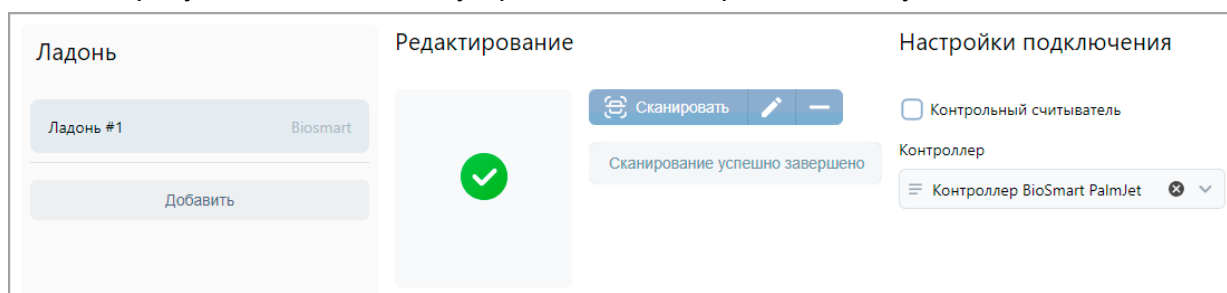 Ладонь
Ладонь #1
Biosmart
Добавить
Редактирование
Сканировать
Сканирование успешно завершено
Настройки подключения
Контрольный считыватель
Контроллер
Контроллер BioSmart PalmJet